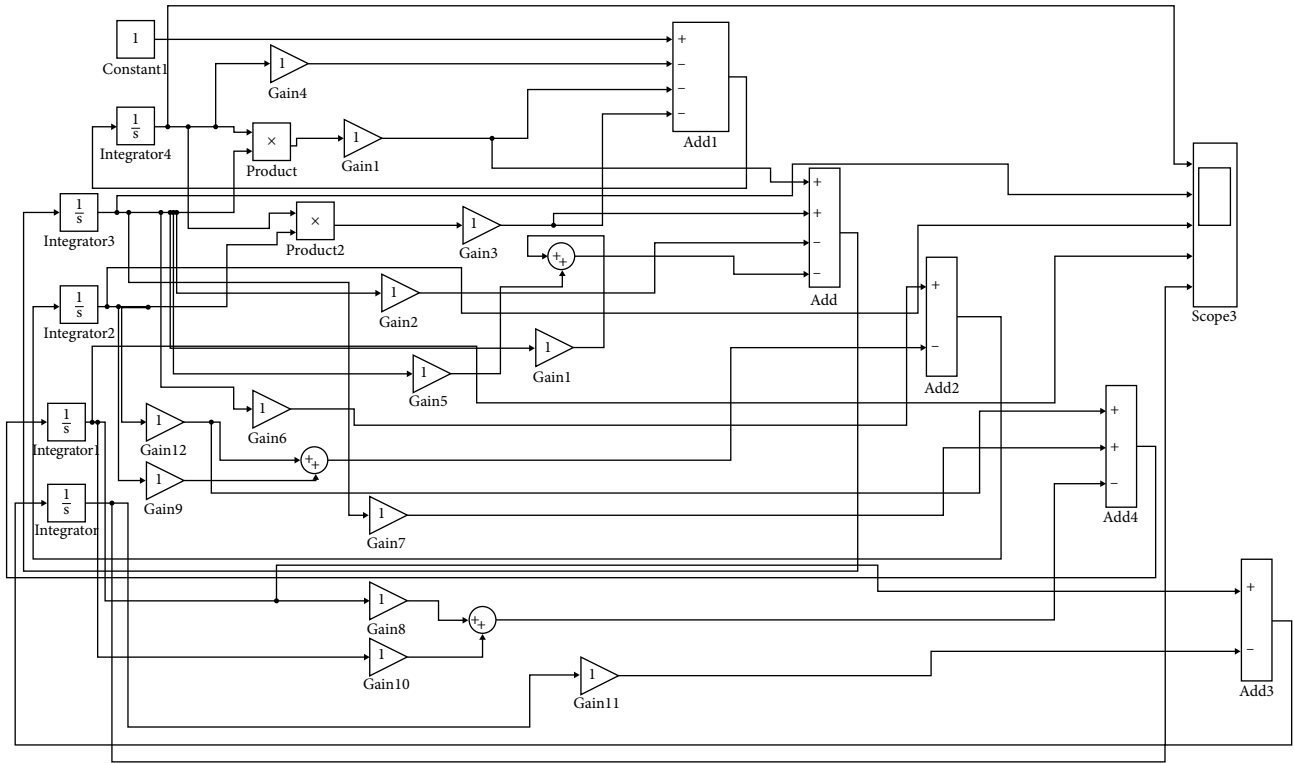 1
Constant1
1
Gain4
+
−
−
−
Add1
1
s
Integrator4
×
Product
1
Gain1
1
s
Integrator3
×
Product2
1
Gain3
+
+
+
+
−
−
Add
Scope3
1
s
Integrator2
1
Gain2
1
Gain1
1
Gain5
+
−
Add2
1
Gain6
1
s
Integrator1
1
Gain12
+
+
1
Gain9
+
+
−
Add4
1
s
Integrator
1
Gain7
1
Gain8
+
+
1
Gain10
1
Gain11
+
−
Add3